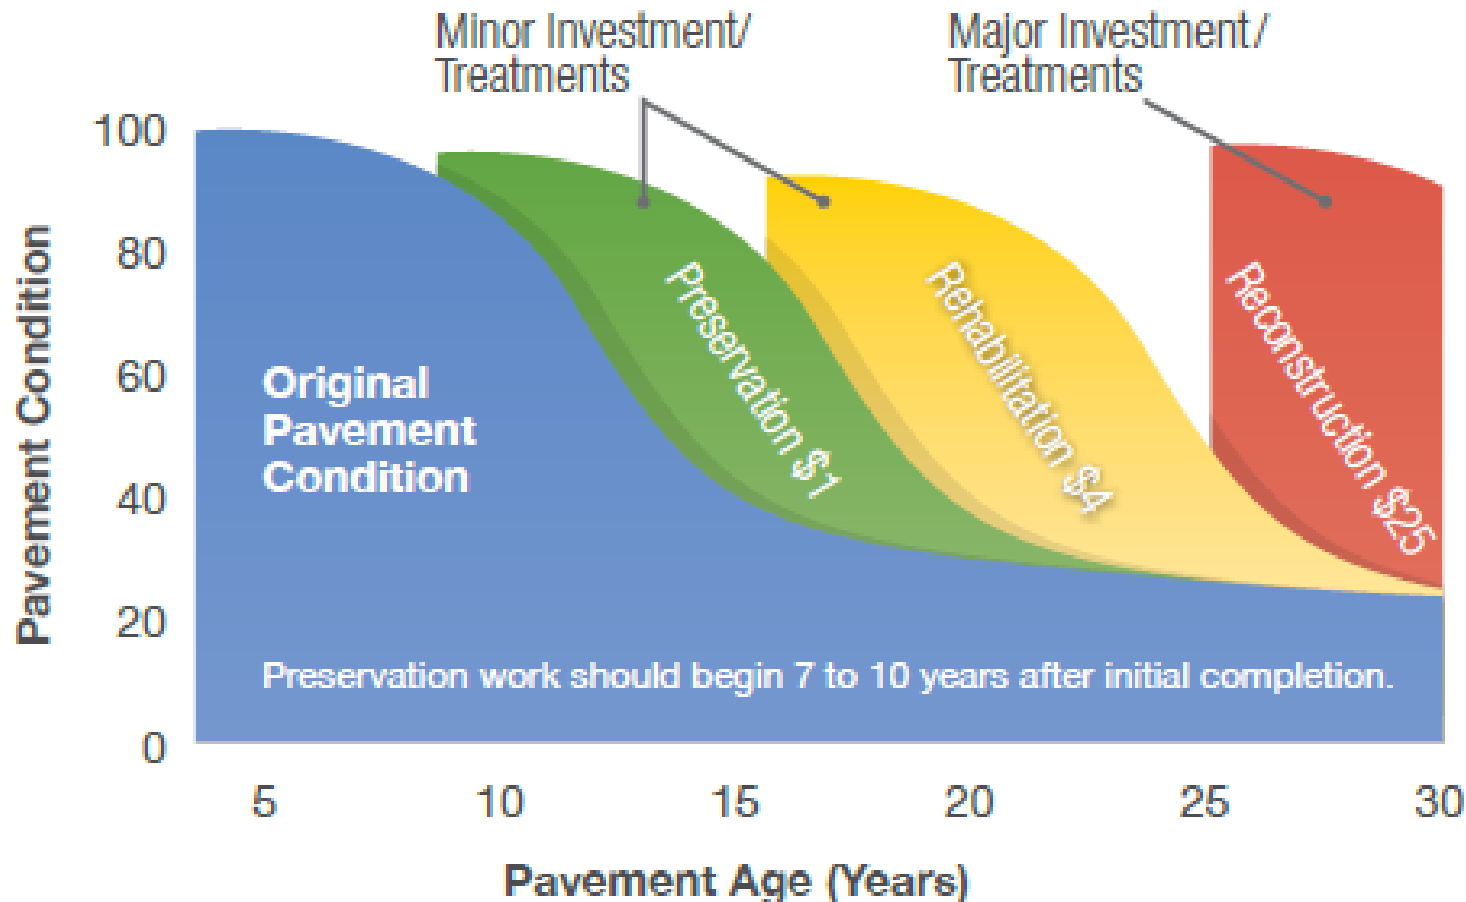 Minor Investment/
Treatments
Major Investment/
Treatments
100
80
60
40
20
0
Pavement Condition
Original
Pavement
Condition
Preservation $1
Rehabilitation $4
Reconstruction $25
Preservation work should begin 7 to 10 years after initial completion.
5 10 15 20 25 30
Pavement Age (Years)